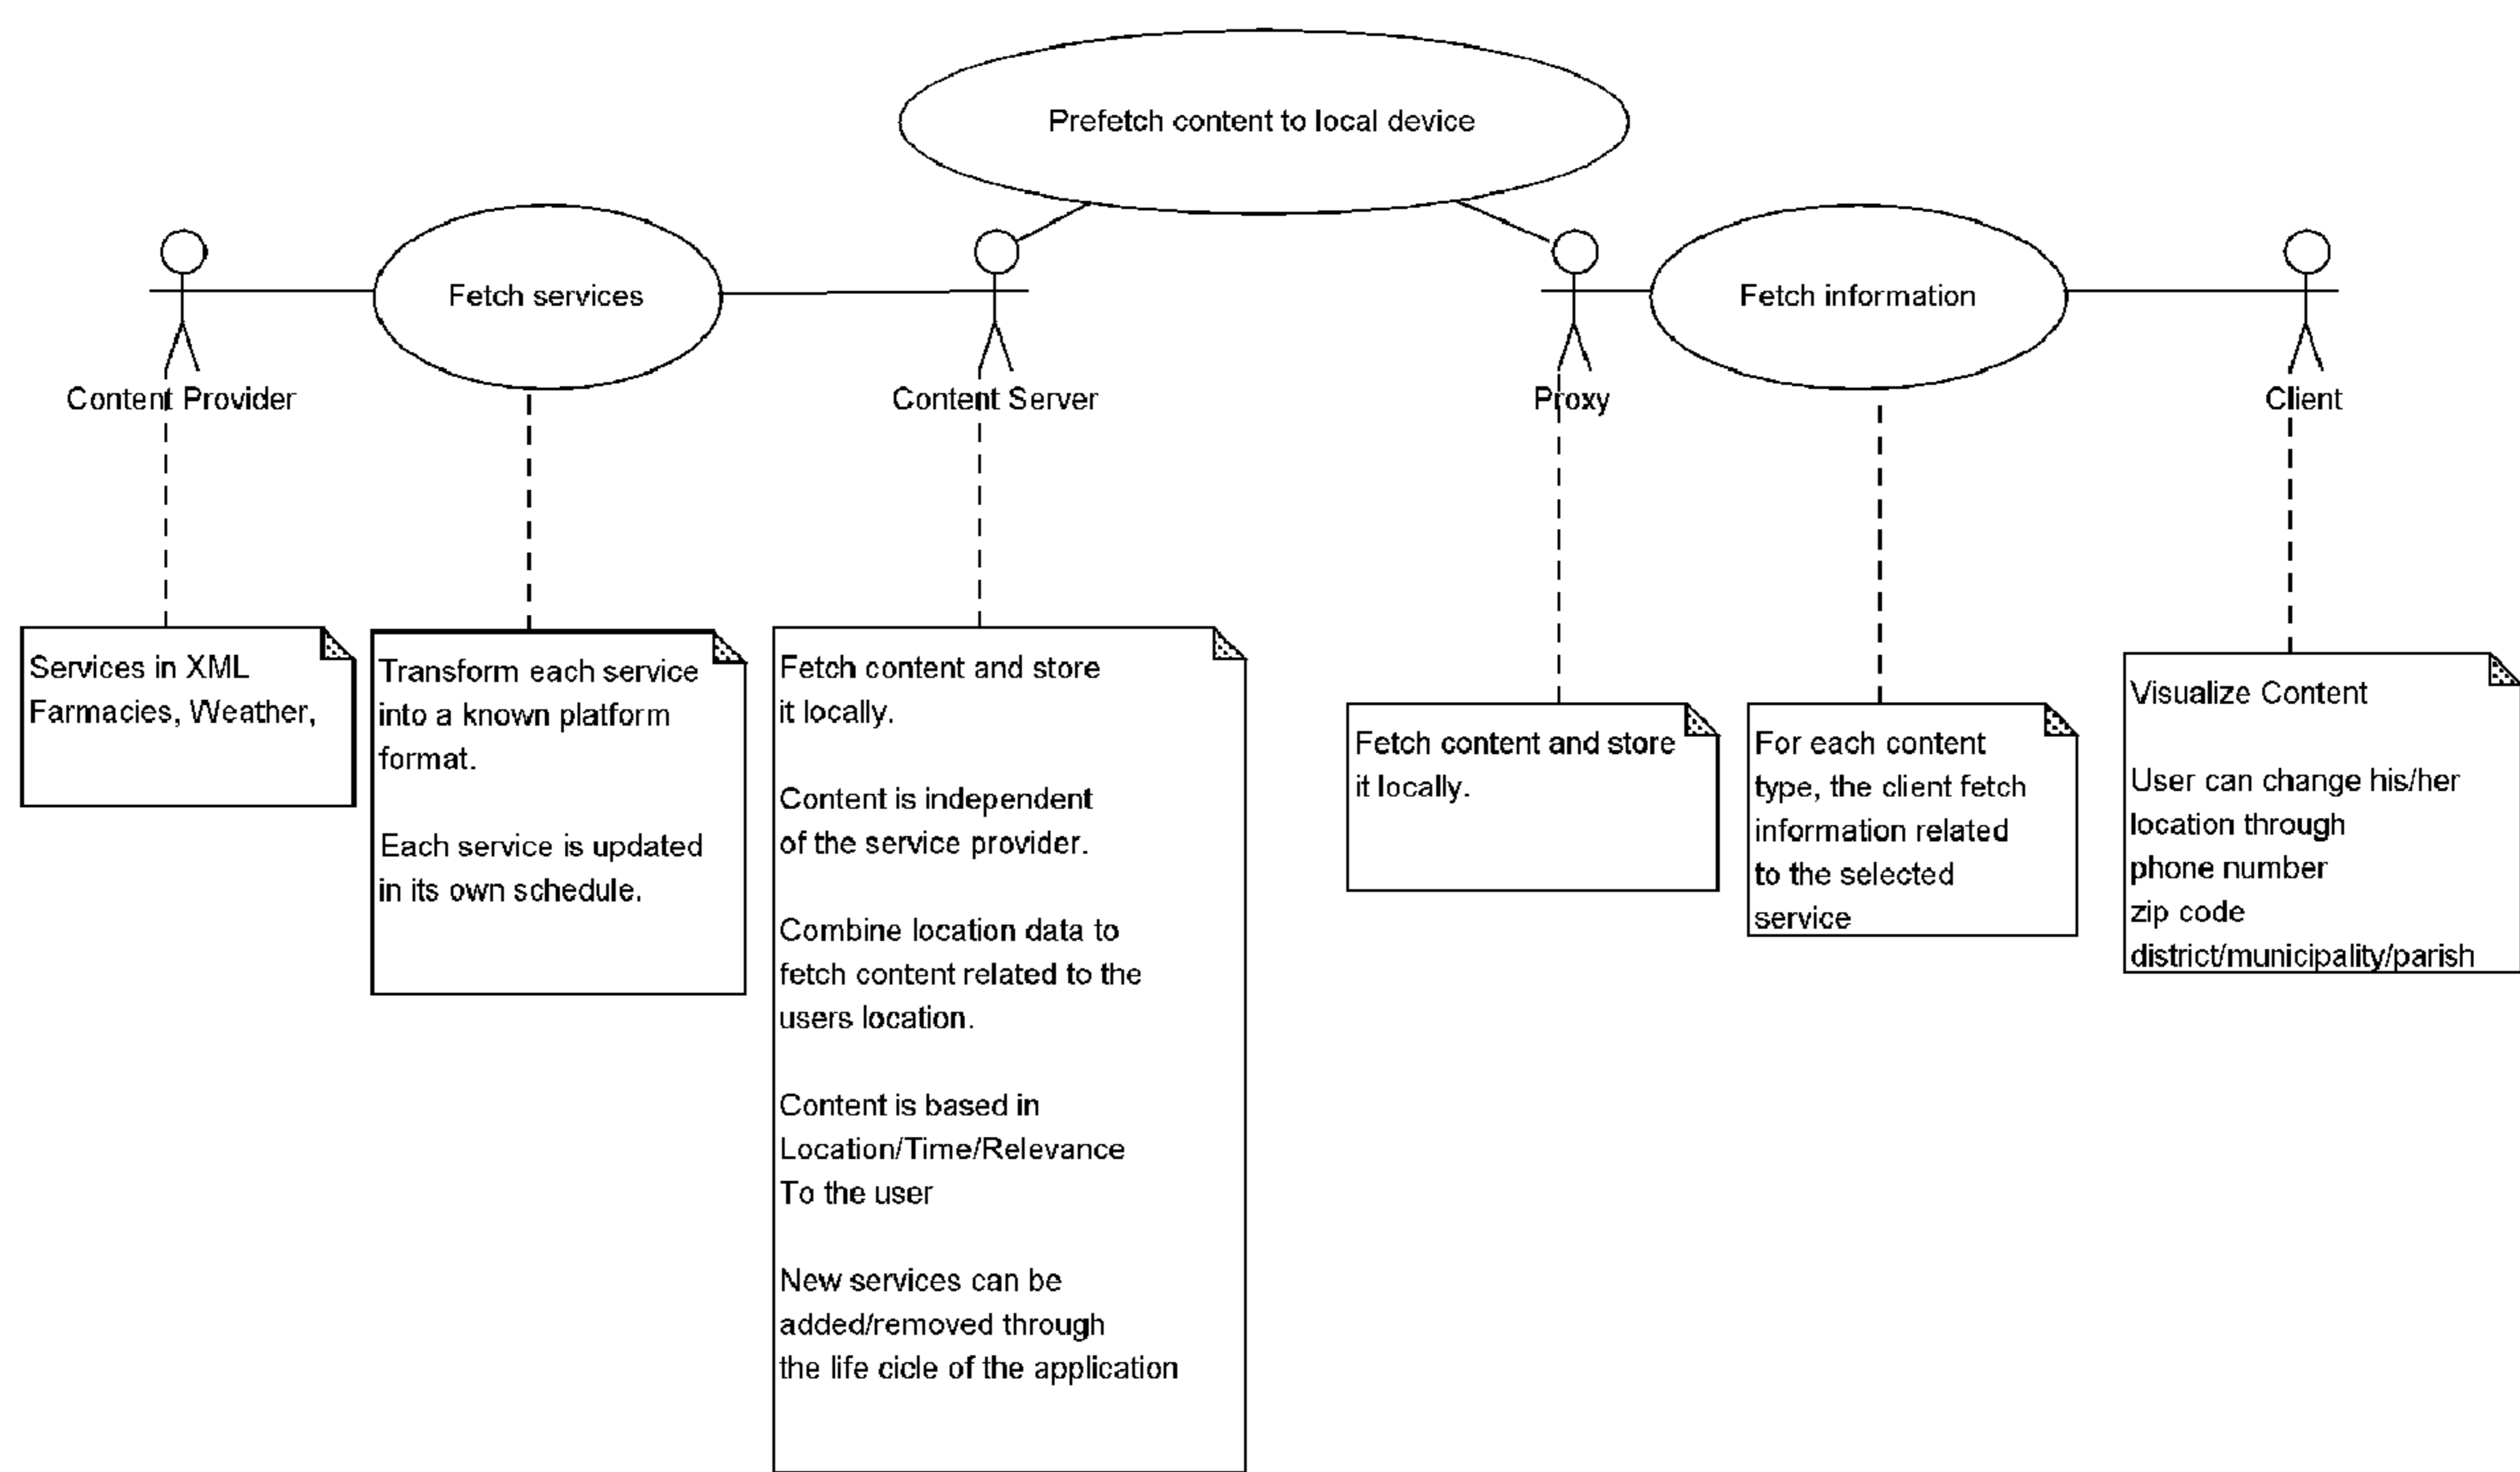 Prefetch content to local device
Fetch services
Fetch information
Content Provider
Content Server
Proxy
Client
Services in XML
Farmacies, Weather,
Transform each service
into a known platform
format.
Each service is updated
in its own schedule.
Fetch content and store
it locally.
Content is independent
of the service provider.
Combine location data to
fetch content related to the
users location.
Content is based in
Location/Time/Relevance
To the user
New services can be
added/removed through
the life cicle of the application
Fetch content and store
it locally.
For each content
type, the client fetch
information related
to the selected
service
Visualize Content
User can change his/her
location through
phone number
zip code
district/municipality/parish